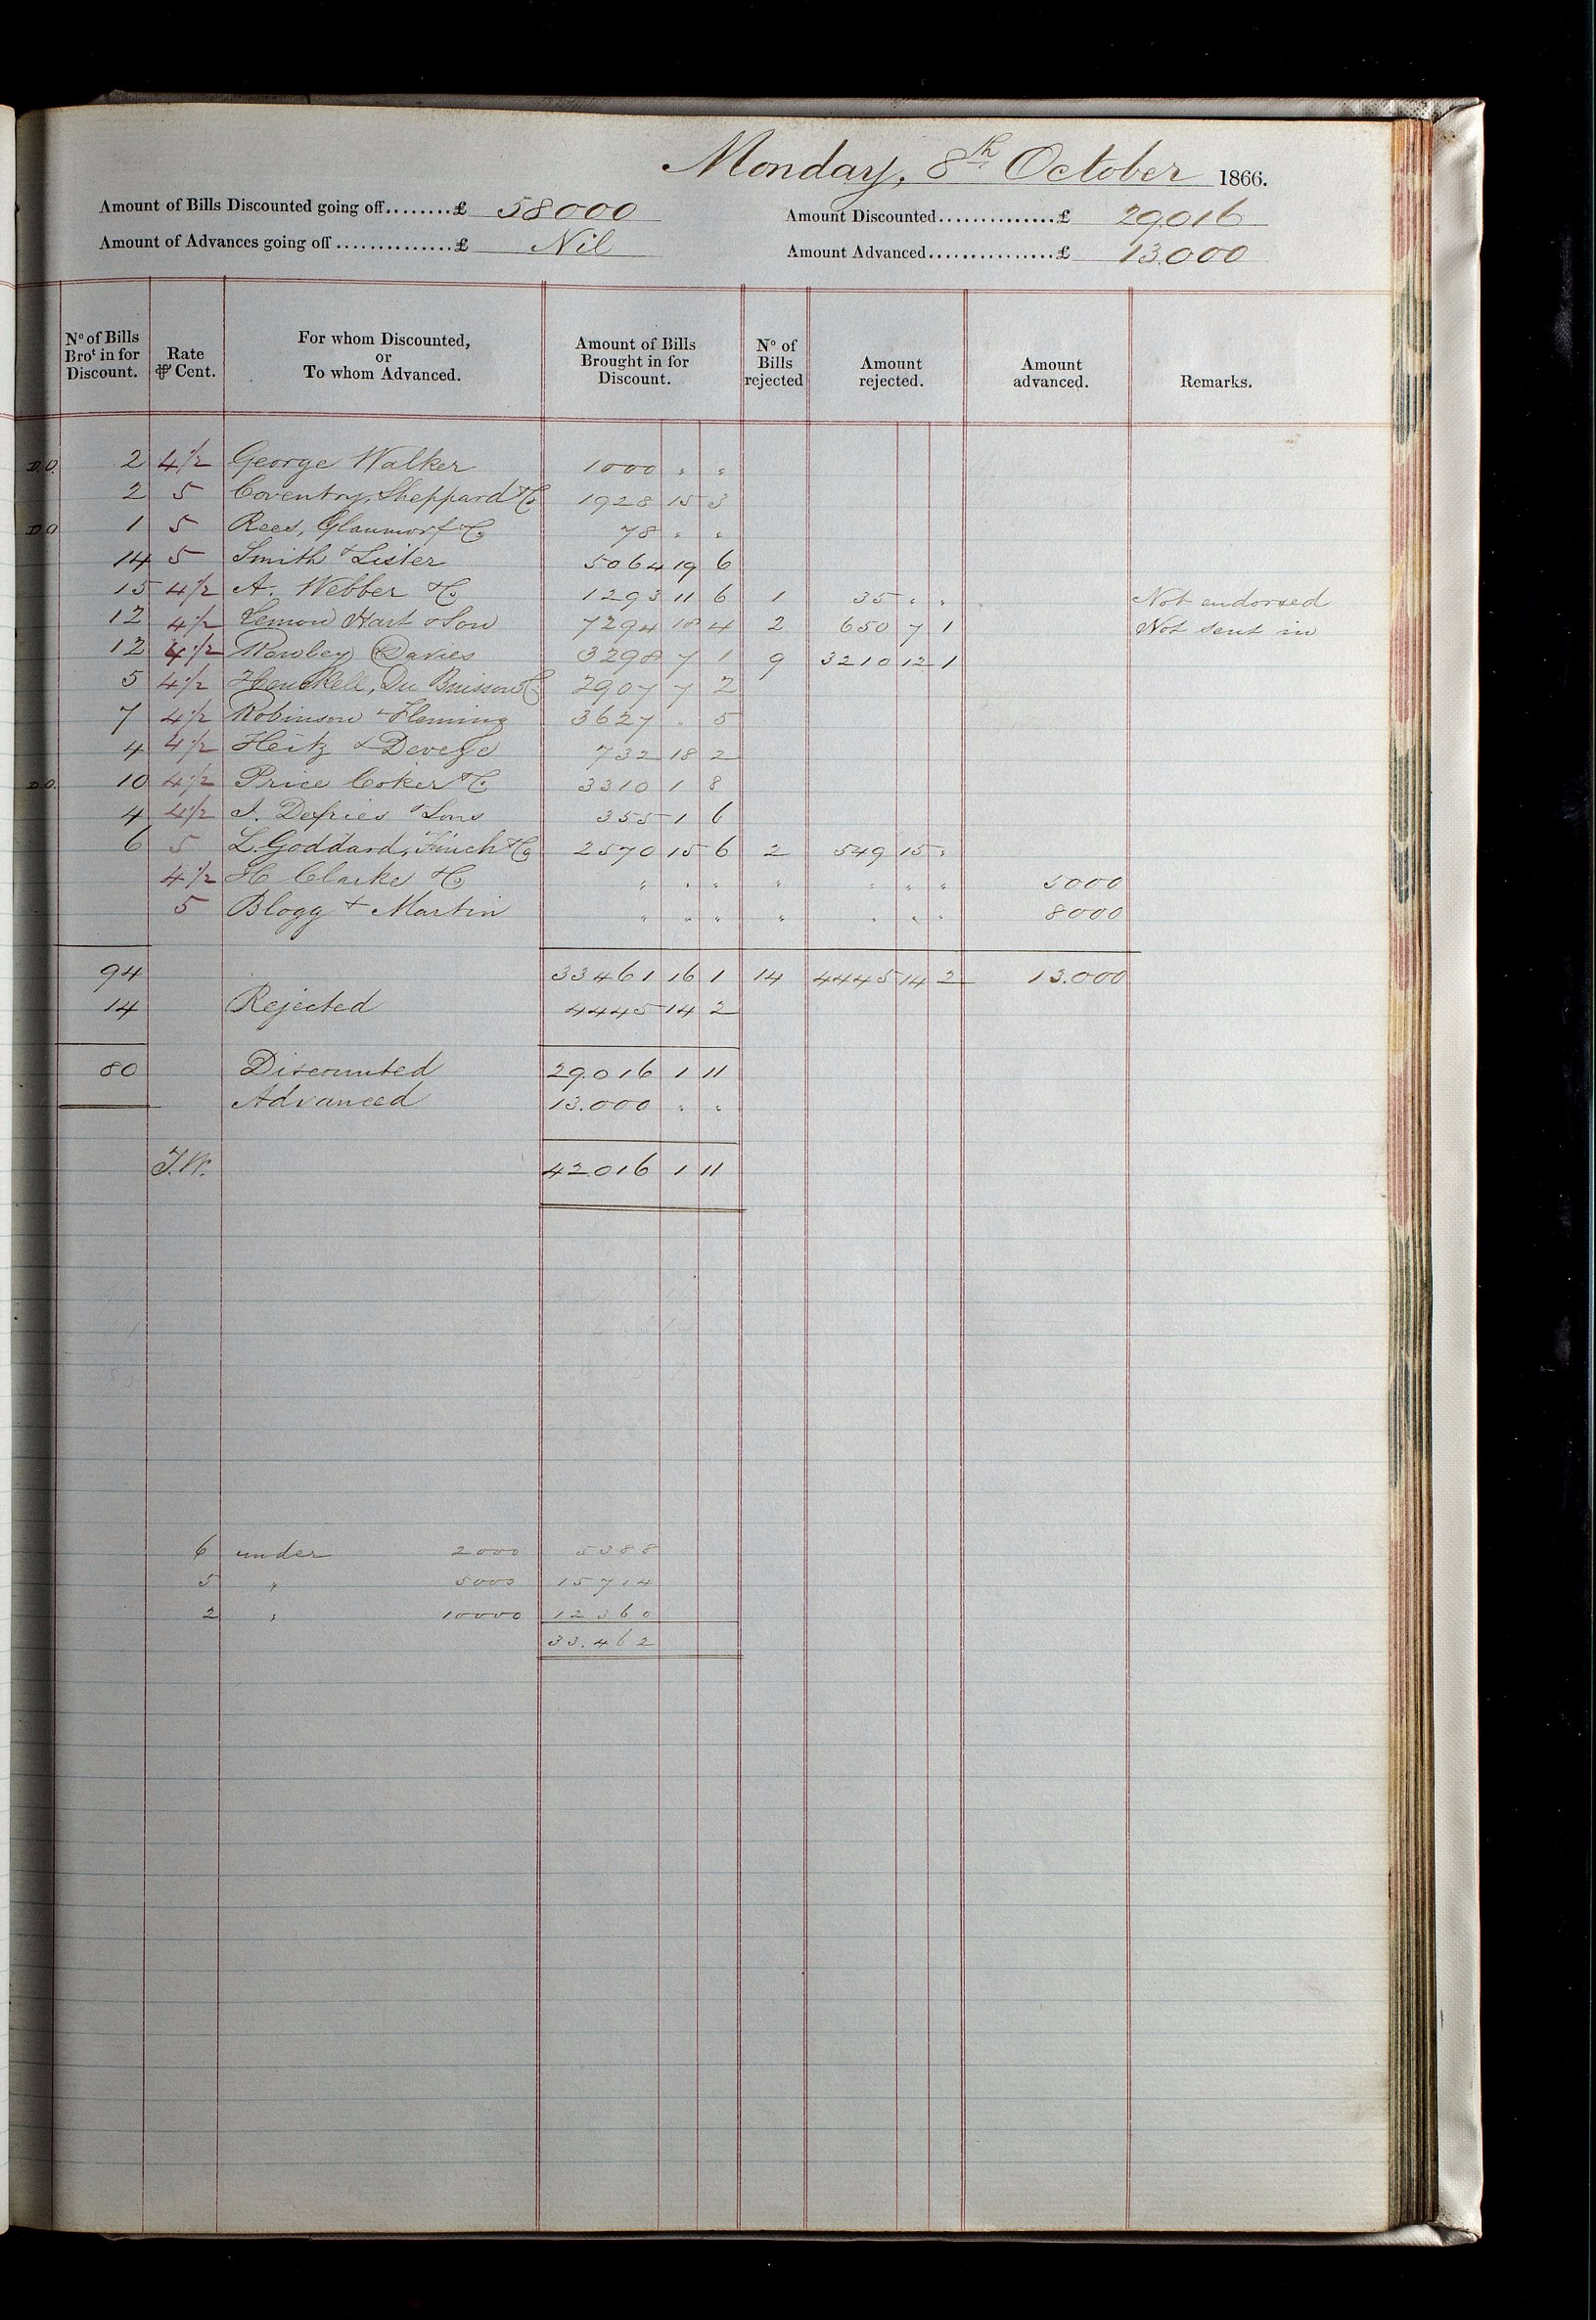 Monday, 8th October 1866.
Amount of Bills Discounted going off........£ 58000
Amount Discounted..............£ 29.016
Amount of Advances going off..............£ Nil
Amount Advanced...............£ 13.000
No of Bills Brot in for Discount. Rate ⅌ Cent. For whom Discounted, or To whom Advanced. Amount of Bills Brought in for Discount. No of Bills rejected Amount rejected. Amount advanced. Remarks.
D.O. 2 4½ George Walker 1000 " "
2 5 Coventry, Sheppard & Co 1928 15 3
D.O 1 5 Rees, & Co 78 " "
14 5 Smith & Lister 5064 19 6
15 4½ A. Webber & Co 1293 11 6 1 35 " " Not endorsed
12 4½ Lemon Hart & Son 7294 18 4 2 650 7 1 Not sent in
12 4½ Rowley Davies 3298 7 1 9 3210 12 1
5 4½ Henckell, Du Buisson & Co 2907 7 2
7 4½ Robinson & Fleming 3627 " 5
4 4½ Heitz & 732 18 2
D.O. 10 4½ Price Coker & Co 3310 1 8
4 4½ J. Defries & Sons 355 1 6
6 5 L. Goddard, Finch & Co 2570 15 6 2 549 15 "
4½ H Clarke & Co " " " " " " " 5000
5 Blogg & Martin " " " " " " " 8000
94 33461 16 1 14 4445 14 2 13.000
14 Rejected 4445 14 2
80 Discounted 29.016 1 11
Advanced 13.000 " "
J.W. 42.016 1 11
6 under 2000 5388
5 " 5000 15714
2 " 10000 12360
33.462